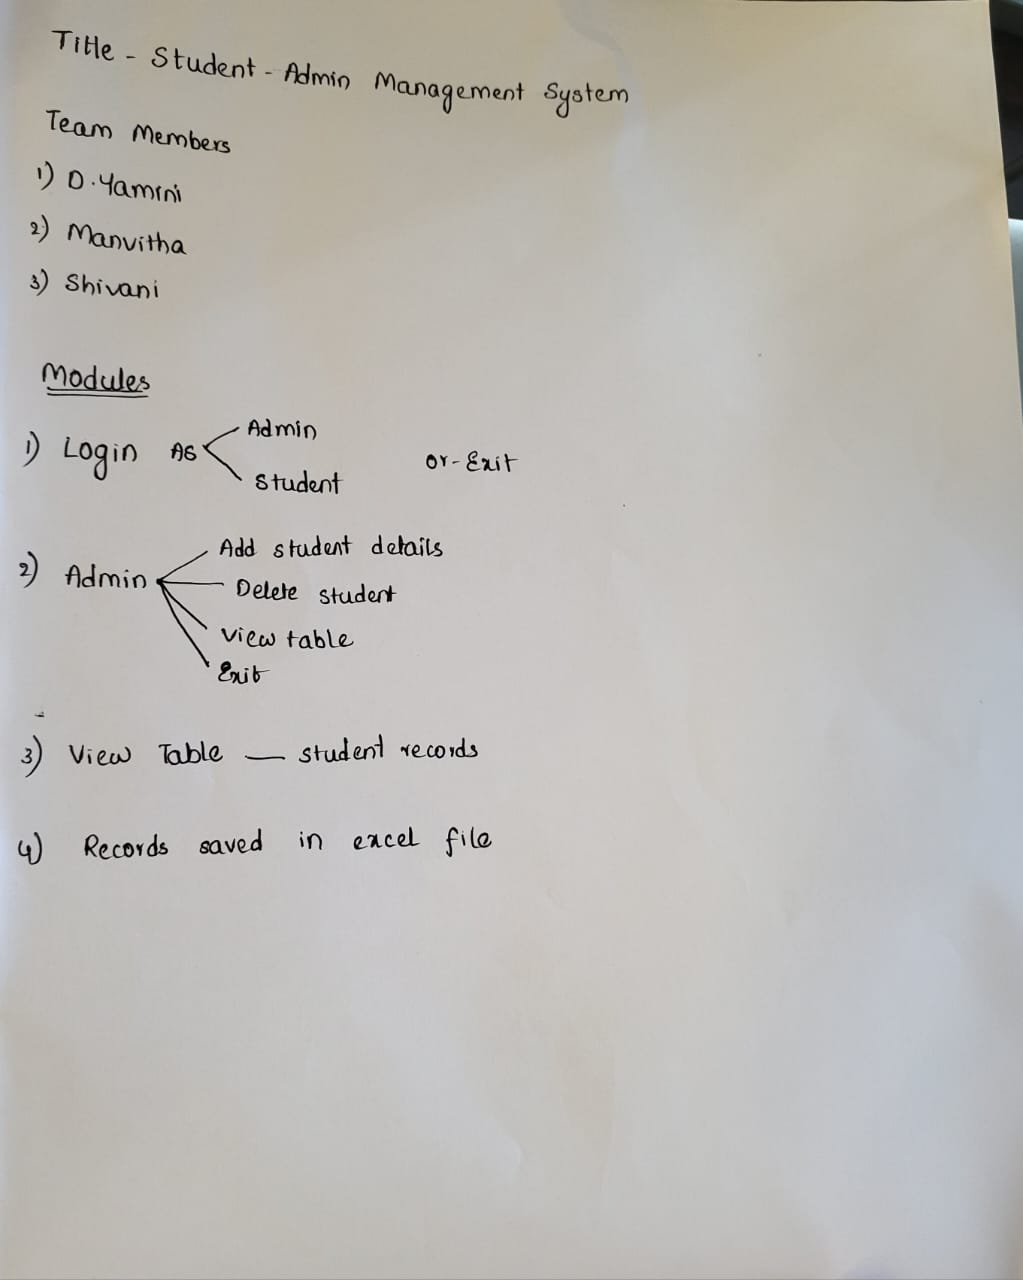 Title - Student - Admin Management System
Team Members
1) D. Yamini
2) Manvitha
3) Shivani
Modules
1) Login As Admin
Student
or - Exit
2) Admin
Add student details
Delete student
view table
Exit
3) View Table — student records
4) Records saved in excel file